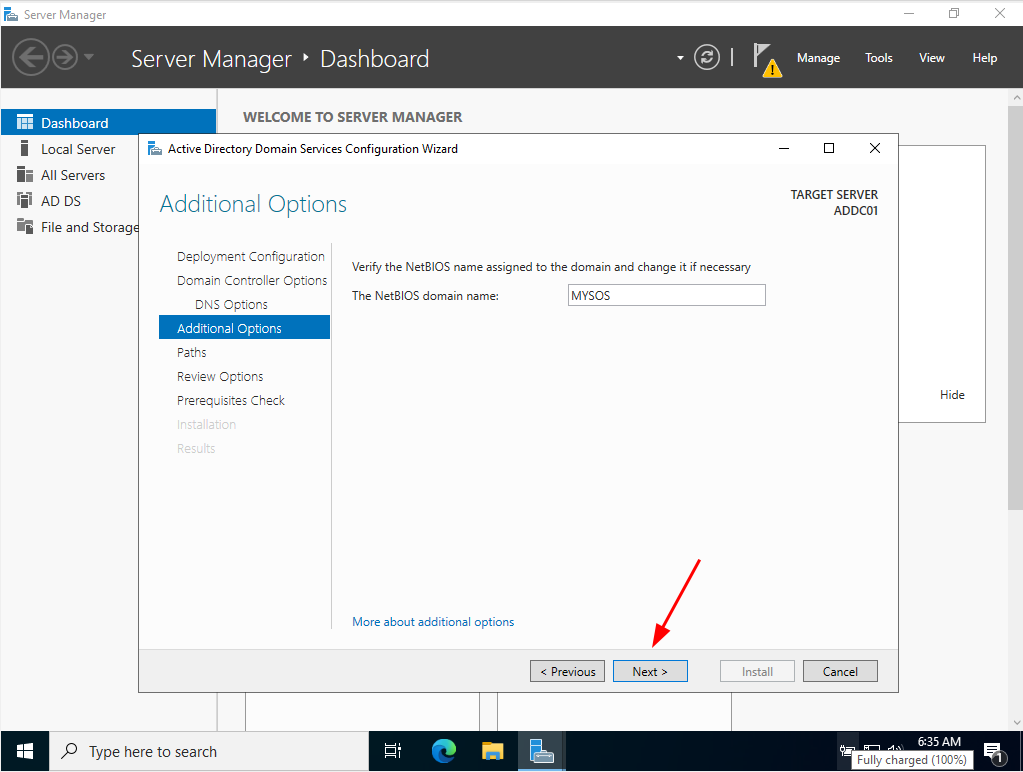 Server Manager
Server Manager ‣ Dashboard
Manage Tools View Help
Dashboard
Local Server
All Servers
AD DS
File and Storage
WELCOME TO SERVER MANAGER
Hide
Active Directory Domain Services Configuration Wizard
Additional Options
TARGET SERVER
ADDC01
Deployment Configuration
Domain Controller Options
DNS Options
Additional Options
Paths
Review Options
Prerequisites Check
Installation
Results
Verify the NetBIOS name assigned to the domain and change it if necessary
The NetBIOS domain name: MYSOS
More about additional options
< Previous Next > Install Cancel
Type here to search
6:35 AM
Fully charged (100%)
1